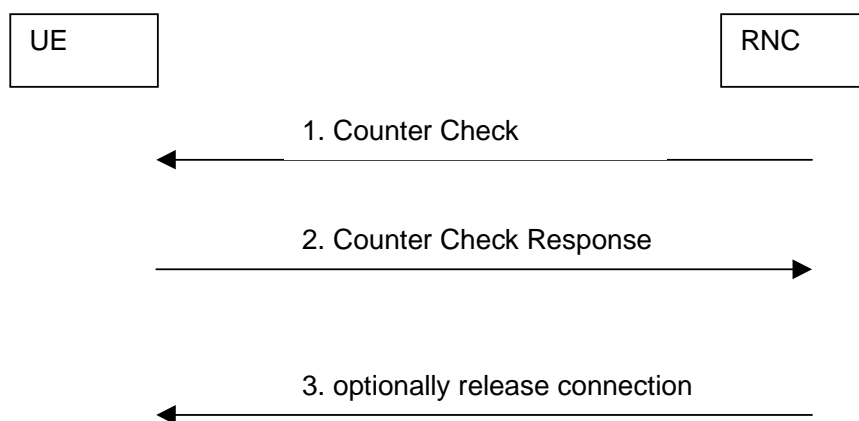 UE
RNC
1. Counter Check
2. Counter Check Response
3. optionally release connection